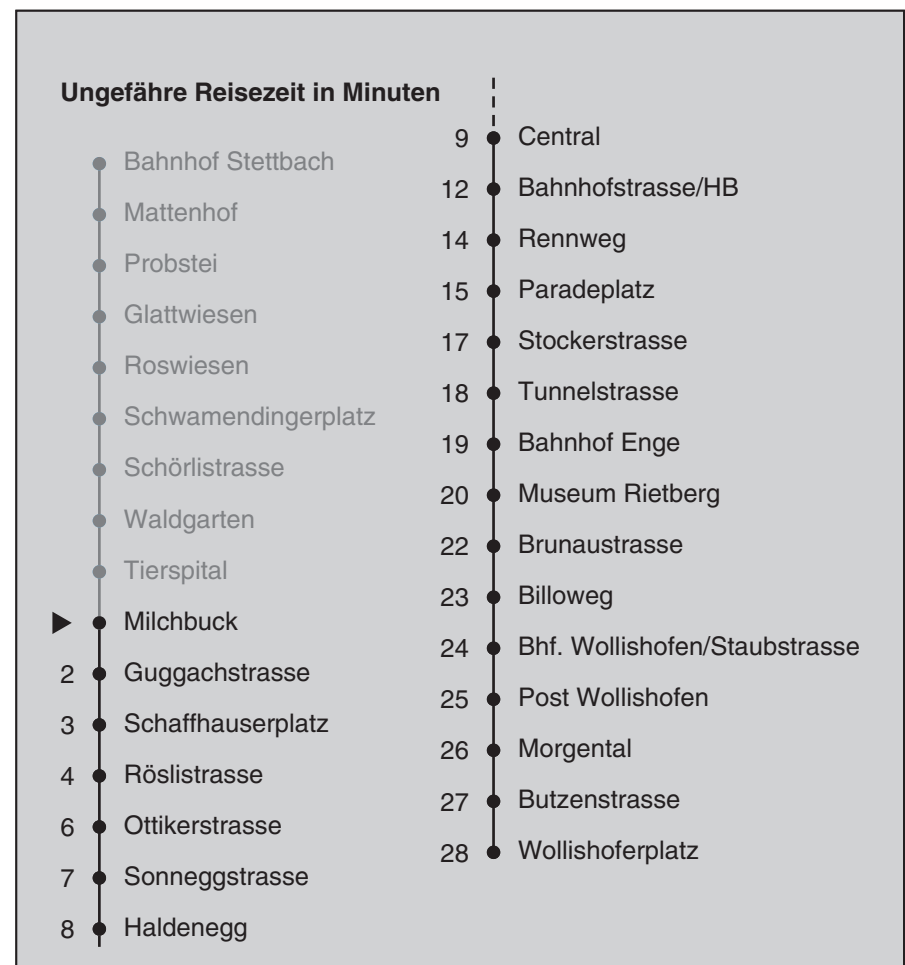 Ungefähre Reisezeit in Minuten
Bahnhof Stettbach
Mattenhof
Probstei
Glattwiesen
Roswiesen
Schwamendingerplatz
Schörlistrasse
Waldgarten
Tierspital
Milchbuck
2 Guggachstrasse
3 Schaffhauserplatz
4 Röslistrasse
6 Ottikerstrasse
7 Sonneggstrasse
8 Haldenegg
9 Central
12 Bahnhofstrasse/HB
14 Rennweg
15 Paradeplatz
17 Stockerstrasse
18 Tunnelstrasse
19 Bahnhof Enge
20 Museum Rietberg
22 Brunaustrasse
23 Billoweg
24 Bhf. Wollishofen/Staubstrasse
25 Post Wollishofen
26 Morgental
27 Butzenstrasse
28 Wollishoferplatz